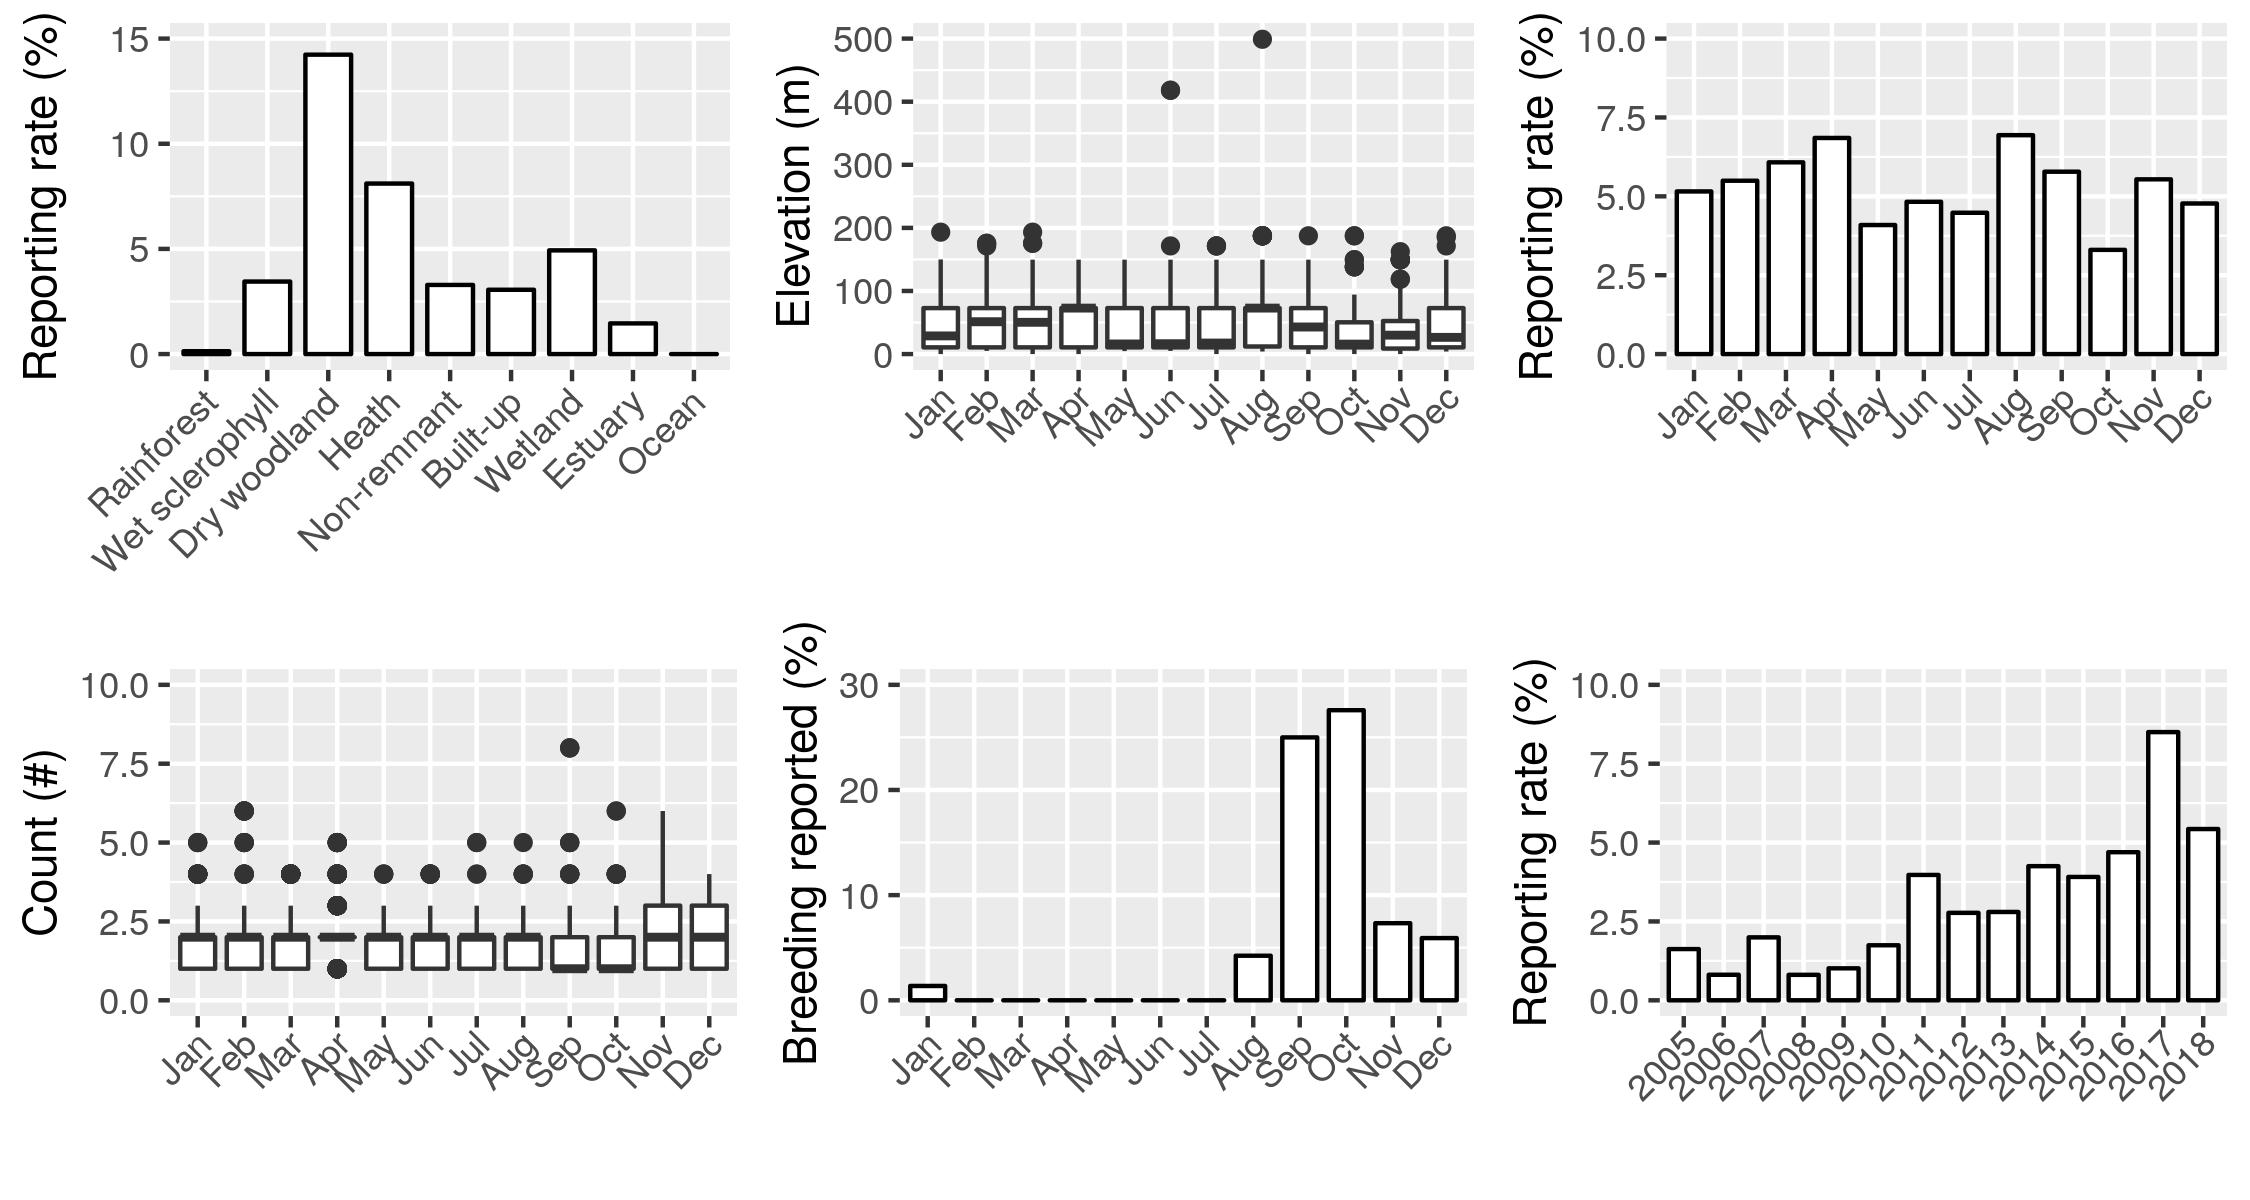 Reporting rate (%)
15
10
5
0
Rainforest
Wet sclerophyll
Dry woodland
Heath
Non-remnant
Built-up
Wetland
Estuary
Ocean
Elevation (m)
500
400
300
200
100
0
Jan
Feb
Mar
Apr
May
Jun
Jul
Aug
Sep
Oct
Nov
Dec
Reporting rate (%)
10.0
7.5
5.0
2.5
0.0
Jan
Feb
Mar
Apr
May
Jun
Jul
Aug
Sep
Oct
Nov
Dec
Count (#)
10.0
7.5
5.0
2.5
0.0
Jan
Feb
Mar
Apr
May
Jun
Jul
Aug
Sep
Oct
Nov
Dec
Breeding reported (%)
30
20
10
0
Jan
Feb
Mar
Apr
May
Jun
Jul
Aug
Sep
Oct
Nov
Dec
Reporting rate (%)
10.0
7.5
5.0
2.5
0.0
2005
2006
2007
2008
2009
2010
2011
2012
2013
2014
2015
2016
2017
2018